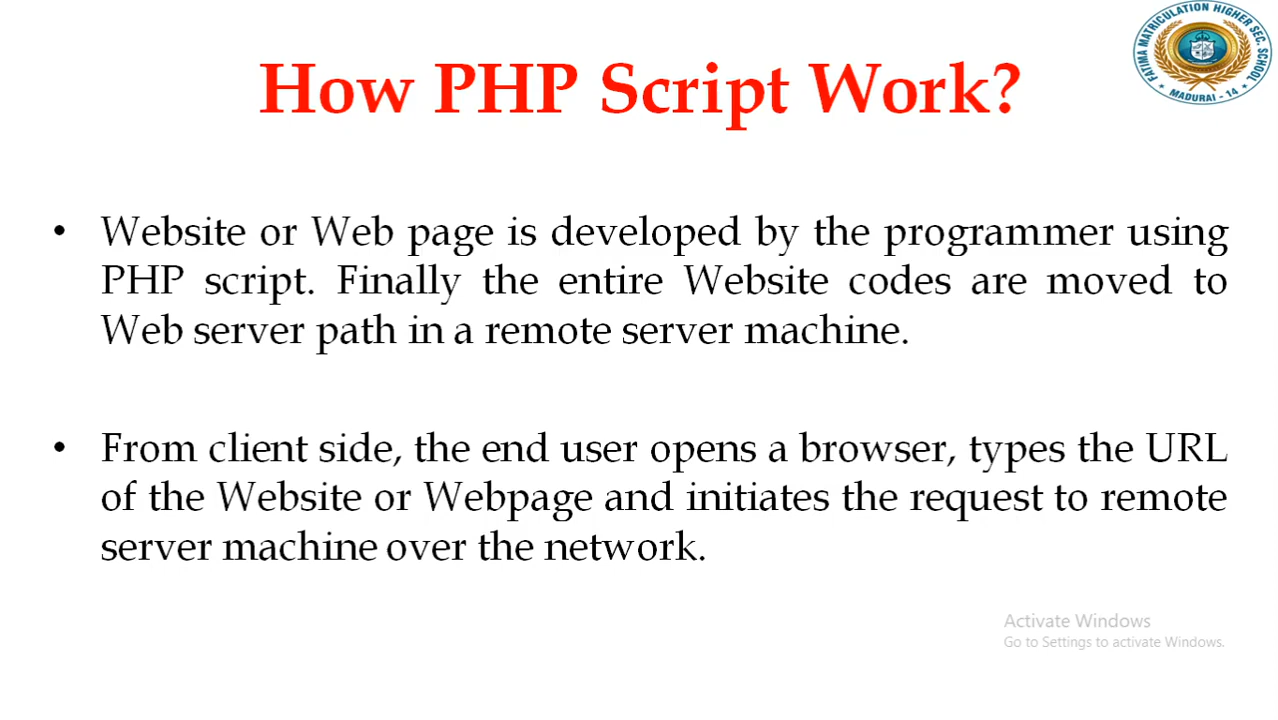 FATIMA MATRICULATION HIGHER SEC. SCHOOL
* MADURAI - 14 *
How PHP Script Work?
• Website or Web page is developed by the programmer using
PHP script. Finally the entire Website codes are moved to
Web server path in a remote server machine.
• From client side, the end user opens a browser, types the URL
of the Website or Webpage and initiates the request to remote
server machine over the network.
Activate Windows
Go to Settings to activate Windows.